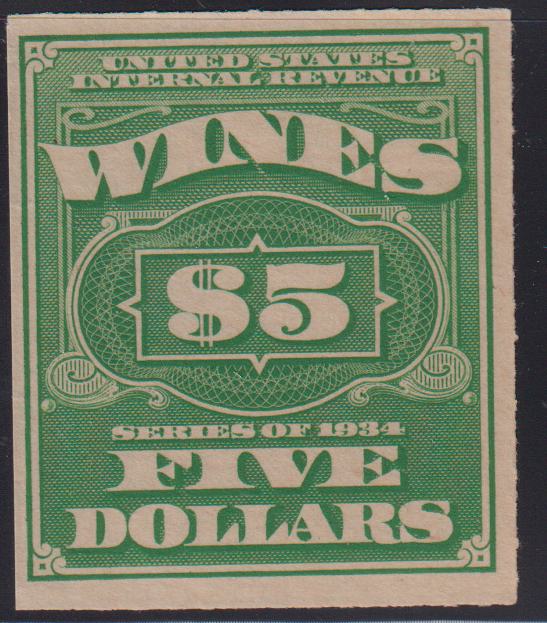 UNITED STATES
INTERNAL REVENUE
WINES
$5
SERIES OF 1934
FIVE
DOLLARS